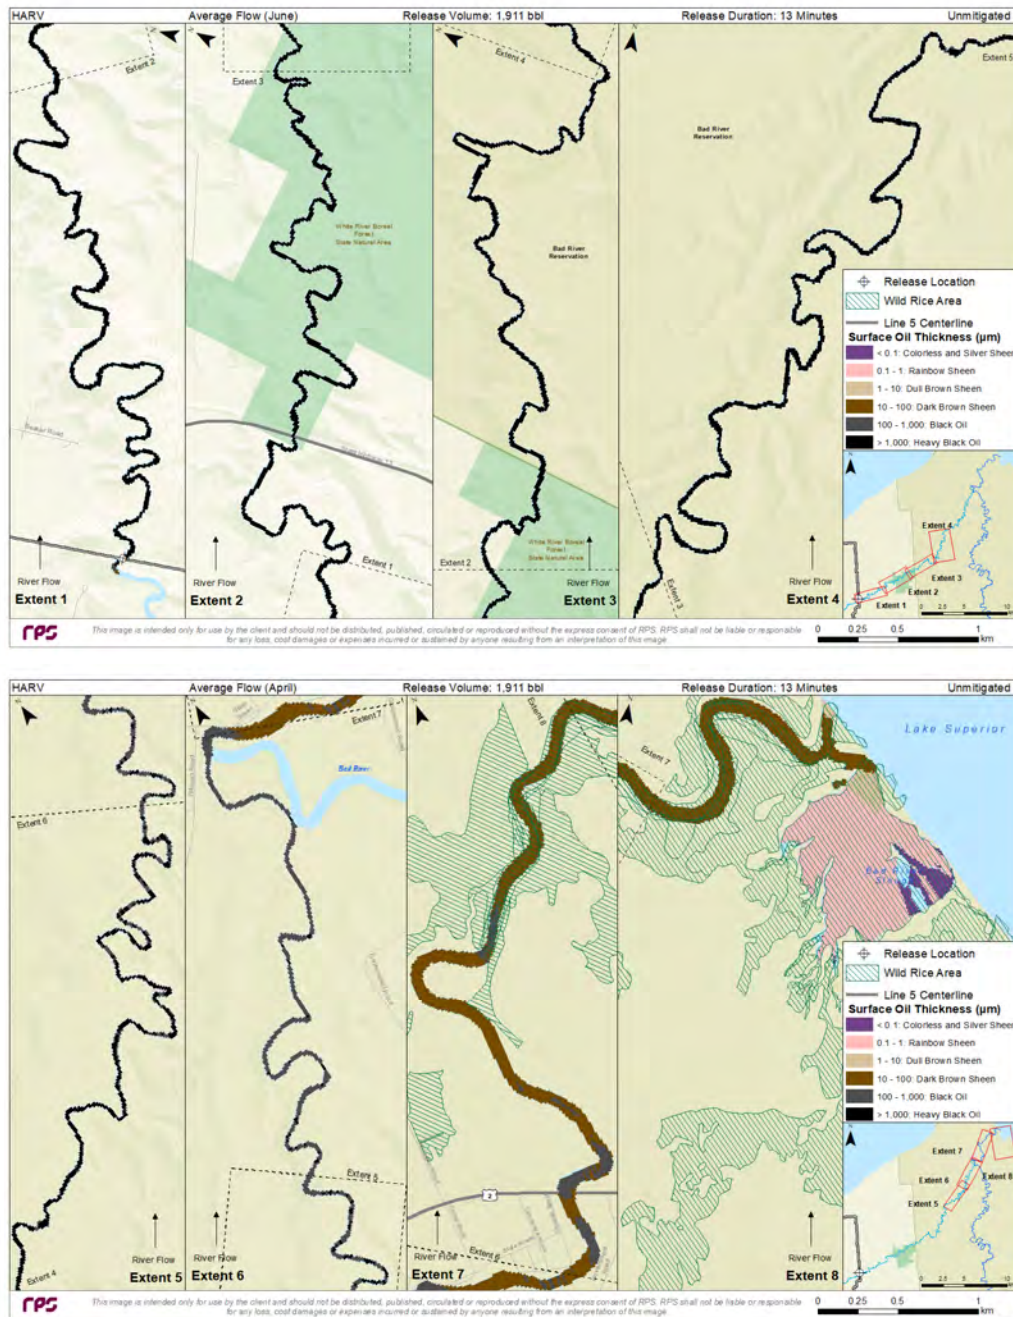 HARV Average Flow (June) Release Volume: 1,911 bbl Release Duration: 13 Minutes Unmitigated
Extent 2
Extent 3
Extent 4
Extent 5
Bad River
Reservation
White River Boreal
Forest
State Natural Area
Bad River
Reservation
Release Location
Wild Rice Area
Line 5 Centerline
Surface Oil Thickness (µm)
< 0.1: Colorless and Silver Sheen
0.1 - 1: Rainbow Sheen
1 - 10: Dull Brown Sheen
10 - 100: Dark Brown Sheen
100 - 1,000: Black Oil
> 1,000: Heavy Black Oil
N
Extent 4
Extent 3
Extent 2
Extent 1
White River Boreal
Forest
State Natural Area
Extent 1
Extent 2
Extent 3
River Flow
Extent 1
River Flow
Extent 2
River Flow
Extent 3
River Flow
Extent 4
rps
This image is intended only for use by the client and should not be distributed, published, circulated or reproduced without the express consent of RPS. RPS shall not be liable or responsible
for any loss, cost damages or expenses incurred or sustained by anyone resulting from an interpretation of this image.
0 0.25 0.5 1
km
HARV Average Flow (April) Release Volume: 1,911 bbl Release Duration: 13 Minutes Unmitigated
Extent 7
Extent 8
Extent 7
Lake Superior
Bad River
Extent 6
Release Location
Wild Rice Area
Line 5 Centerline
Surface Oil Thickness (µm)
< 0.1: Colorless and Silver Sheen
0.1 - 1: Rainbow Sheen
1 - 10: Dull Brown Sheen
10 - 100: Dark Brown Sheen
100 - 1,000: Black Oil
> 1,000: Heavy Black Oil
N
Extent 7
Extent 6
Extent 8
Extent 5
Extent 5
2
Extent 6
Extent 4
River Flow
Extent 5
River Flow
Extent 6
River Flow
Extent 7
River Flow
Extent 8
rps
This image is intended only for use by the client and should not be distributed, published, circulated or reproduced without the express consent of RPS. RPS shall not be liable or responsible
for any loss, cost damages or expenses incurred or sustained by anyone resulting from an interpretation of this image.
0 0.25 0.5 1
km